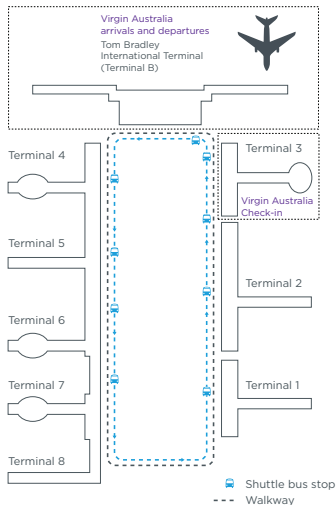 Virgin Australia
arrivals and departures
Tom Bradley
International Terminal
(Terminal B)
Terminal 4
Terminal 3
Virgin Australia
Check-in
Terminal 5
Terminal 2
Terminal 6
Terminal 7
Terminal 1
Terminal 8
Shuttle bus stop
Walkway